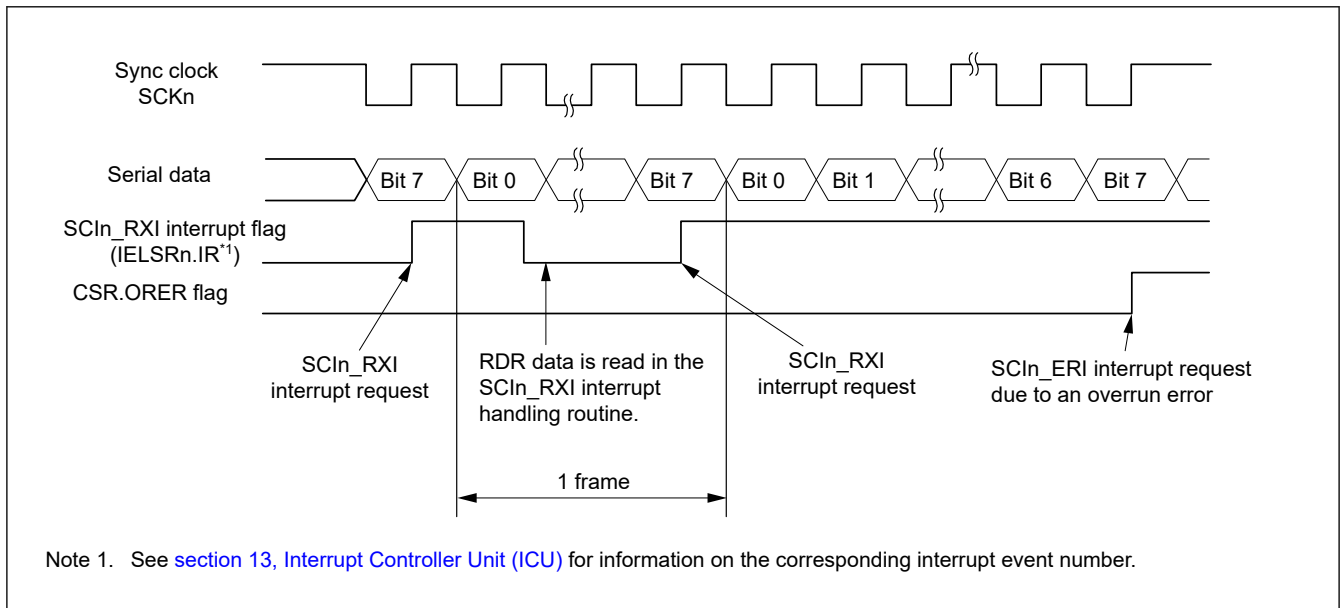 Sync clock
SCKn
Serial data
Bit 7 Bit 0 Bit 7 Bit 0 Bit 1 Bit 6 Bit 7
SCIn_RXI interrupt flag
(IELSRn.IR*1)
CSR.ORER flag
SCIn_RXI
interrupt request
RDR data is read in the
SCIn_RXI interrupt
handling routine.
SCIn_RXI
interrupt request
SCIn_ERI interrupt request
due to an overrun error
1 frame
Note 1. See section 13, Interrupt Controller Unit (ICU) for information on the corresponding interrupt event number.